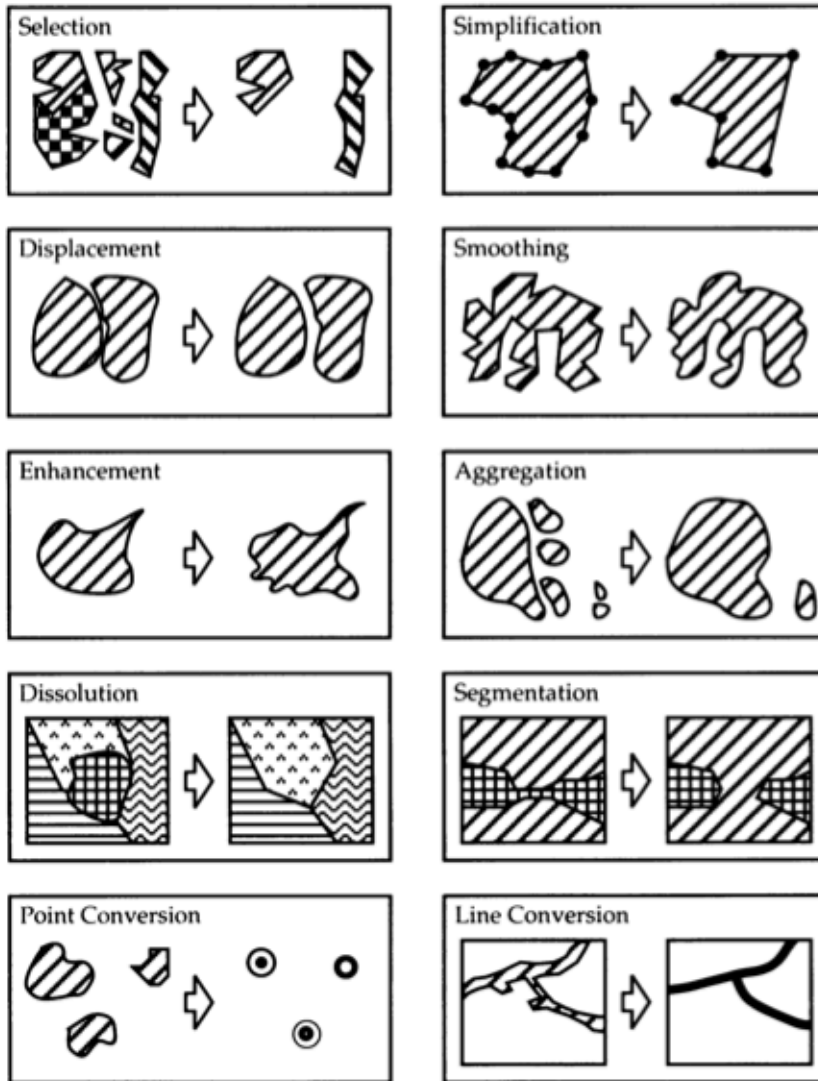 Selection
Simplification
Displacement
Smoothing
Enhancement
Aggregation
Dissolution
Segmentation
Point Conversion
Line Conversion